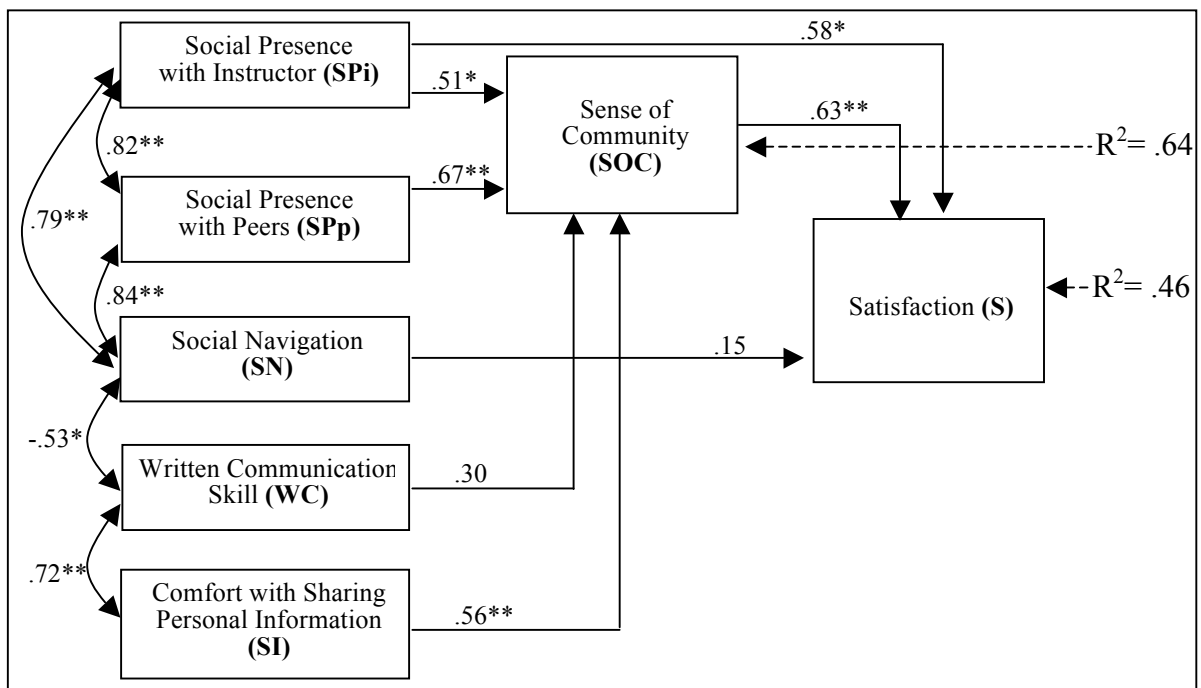 Social Presence
with Instructor (SPi)
.58*
.51*
Sense of
Community
(SOC)
.63**
R²= .64
.82**
Social Presence
with Peers (SPp)
.67**
.79**
.84**
Satisfaction (S)
R²= .46
Social Navigation
(SN)
.15
-.53*
Written Communication
Skill (WC)
.30
.72**
Comfort with Sharing
Personal Information
(SI)
.56**